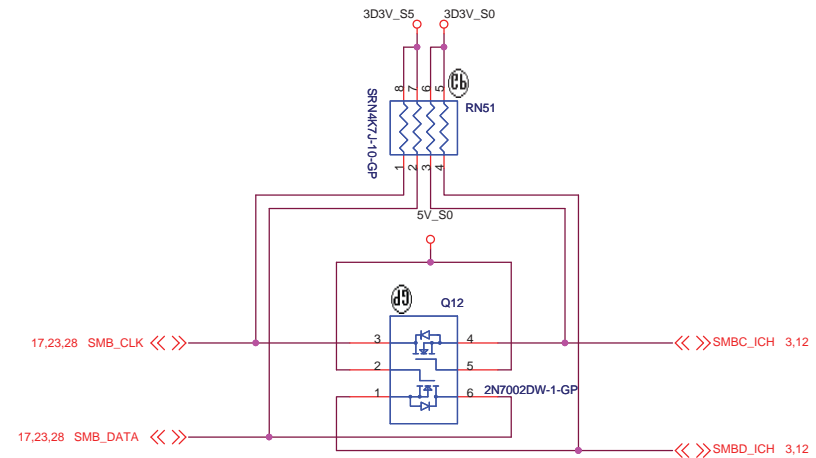 3D3V_S5 3D3V_S0
8 7 6 5
RN51
SRN4K7J-10-GP
1 2 3 4
5V_S0
GP
Q12
17,23,28 SMB_CLK 3 4 SMBC_ICH 3,12
2 5
1 6 2N7002DW-1-GP
17,23,28 SMB_DATA SMBD_ICH 3,12